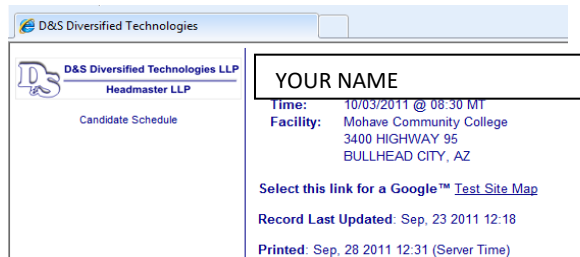 D&S Diversified Technologies
D&S Diversified Technologies LLP
Headmaster LLP
Candidate Schedule
YOUR NAME
Time: 10/03/2011 @ 08:30 MT
Facility: Mohave Community College
3400 HIGHWAY 95
BULLHEAD CITY, AZ
Select this link for a Google™ Test Site Map
Record Last Updated: Sep, 23 2011 12:18
Printed: Sep, 28 2011 12:31 (Server Time)